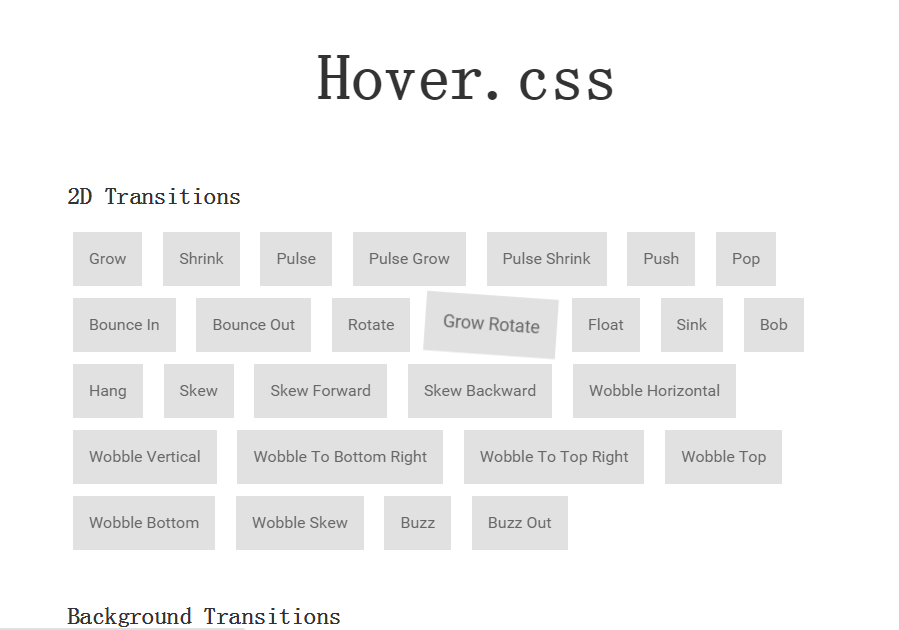 Hover.css
2D Transitions
Grow Shrink Pulse Pulse Grow Pulse Shrink Push Pop
Bounce In Bounce Out Rotate Grow Rotate Float Sink Bob
Hang Skew Skew Forward Skew Backward Wobble Horizontal
Wobble Vertical Wobble To Bottom Right Wobble To Top Right Wobble Top
Wobble Bottom Wobble Skew Buzz Buzz Out
Background Transitions